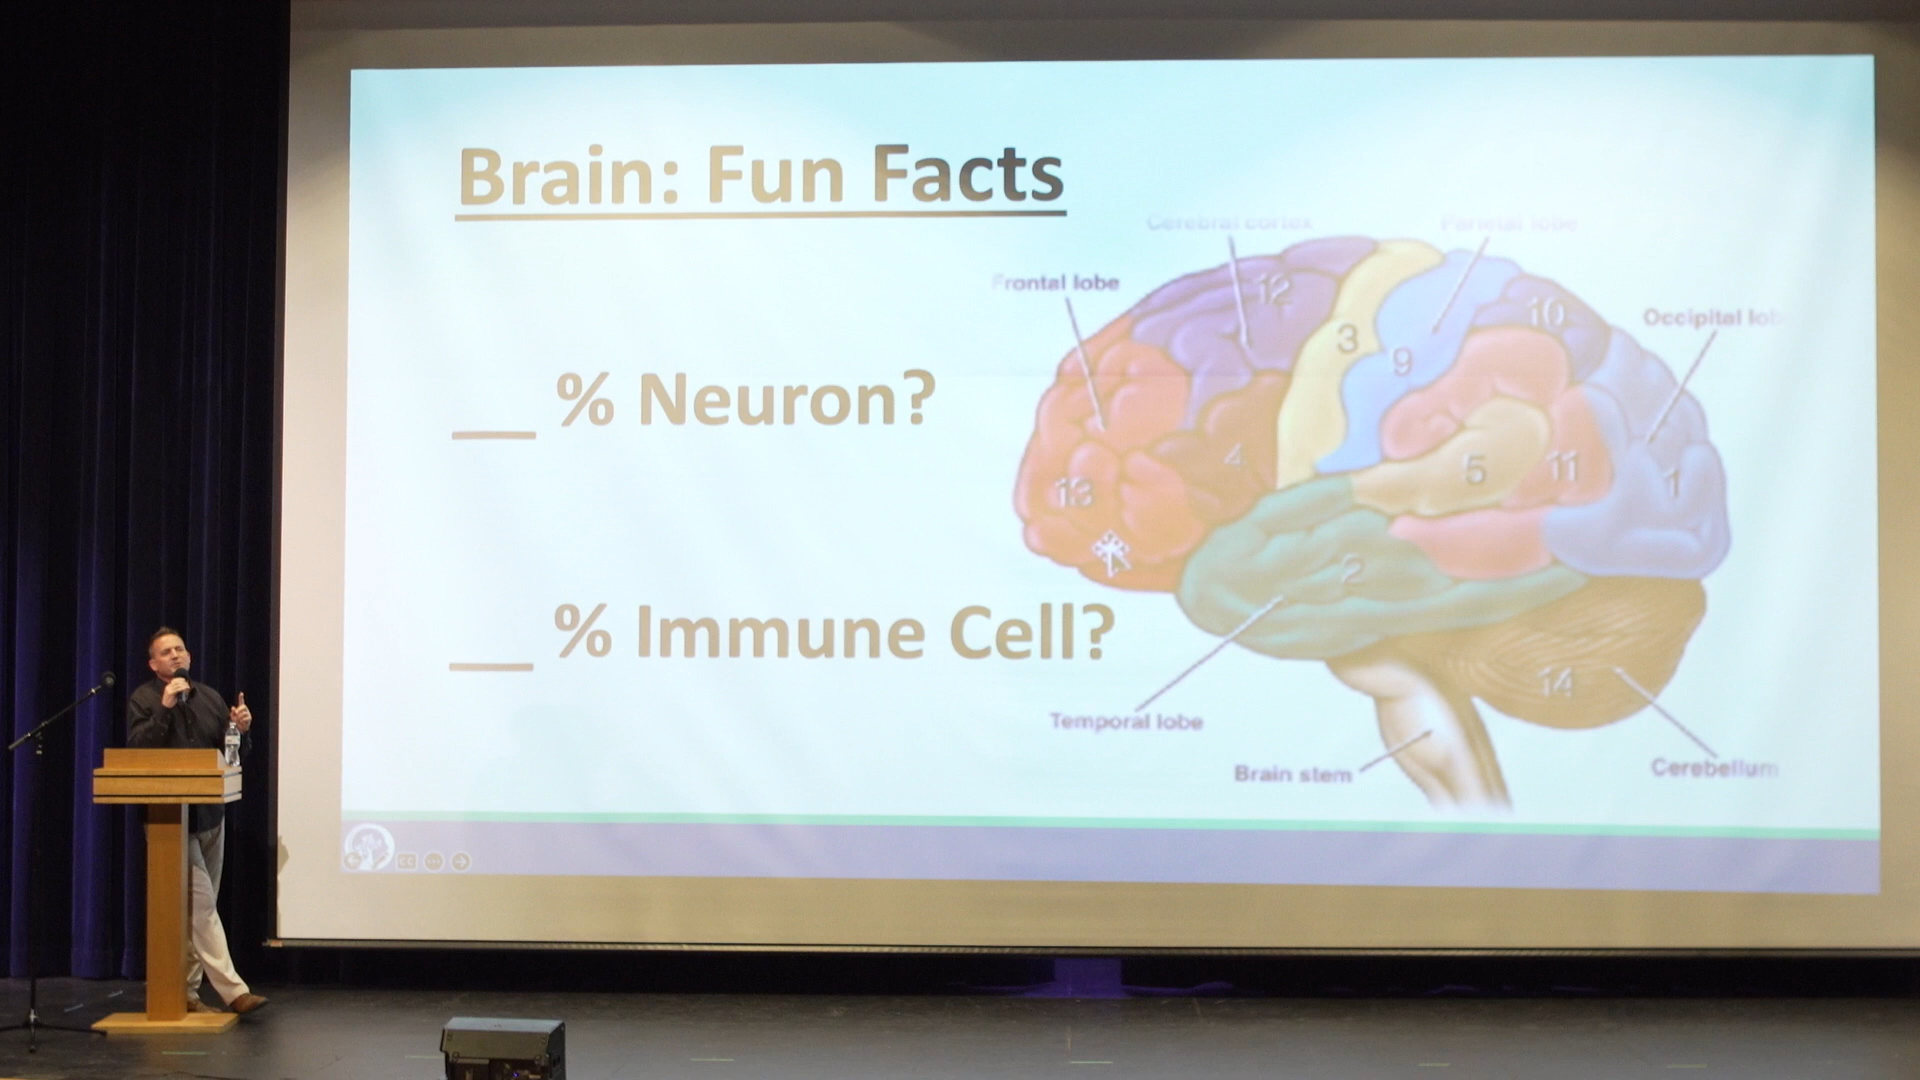 Brain: Fun Facts
Cerebral cortex
Parietal lobe
Frontal lobe
Occipital lob
12
10
3
9
__ % Neuron?
4
5
11
13
1
2
__ % Immune Cell?
14
Temporal lobe
Brain stem
Cerebellum
CC